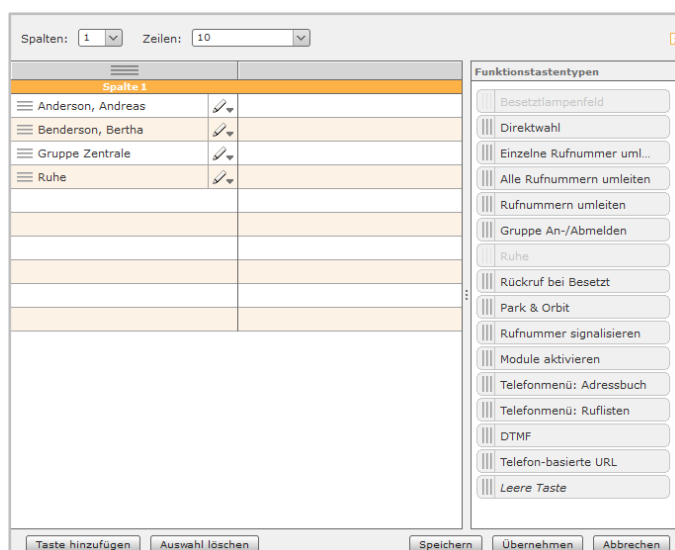 Spalten: 1 Zeilen: 10
Spalte 1
Anderson, Andreas
Benderson, Bertha
Gruppe Zentrale
Ruhe
Funktionstastentypen
Besetztlampenfeld
Direktwahl
Einzelne Rufnummer uml...
Alle Rufnummern umleiten
Rufnummern umleiten
Gruppe An-/Abmelden
Ruhe
Rückruf bei Besetzt
Park & Orbit
Rufnummer signalisieren
Module aktivieren
Telefonmenü: Adressbuch
Telefonmenü: Ruflisten
DTMF
Telefon-basierte URL
Leere Taste
Taste hinzufügen Auswahl löschen Speichern Übernehmen Abbrechen